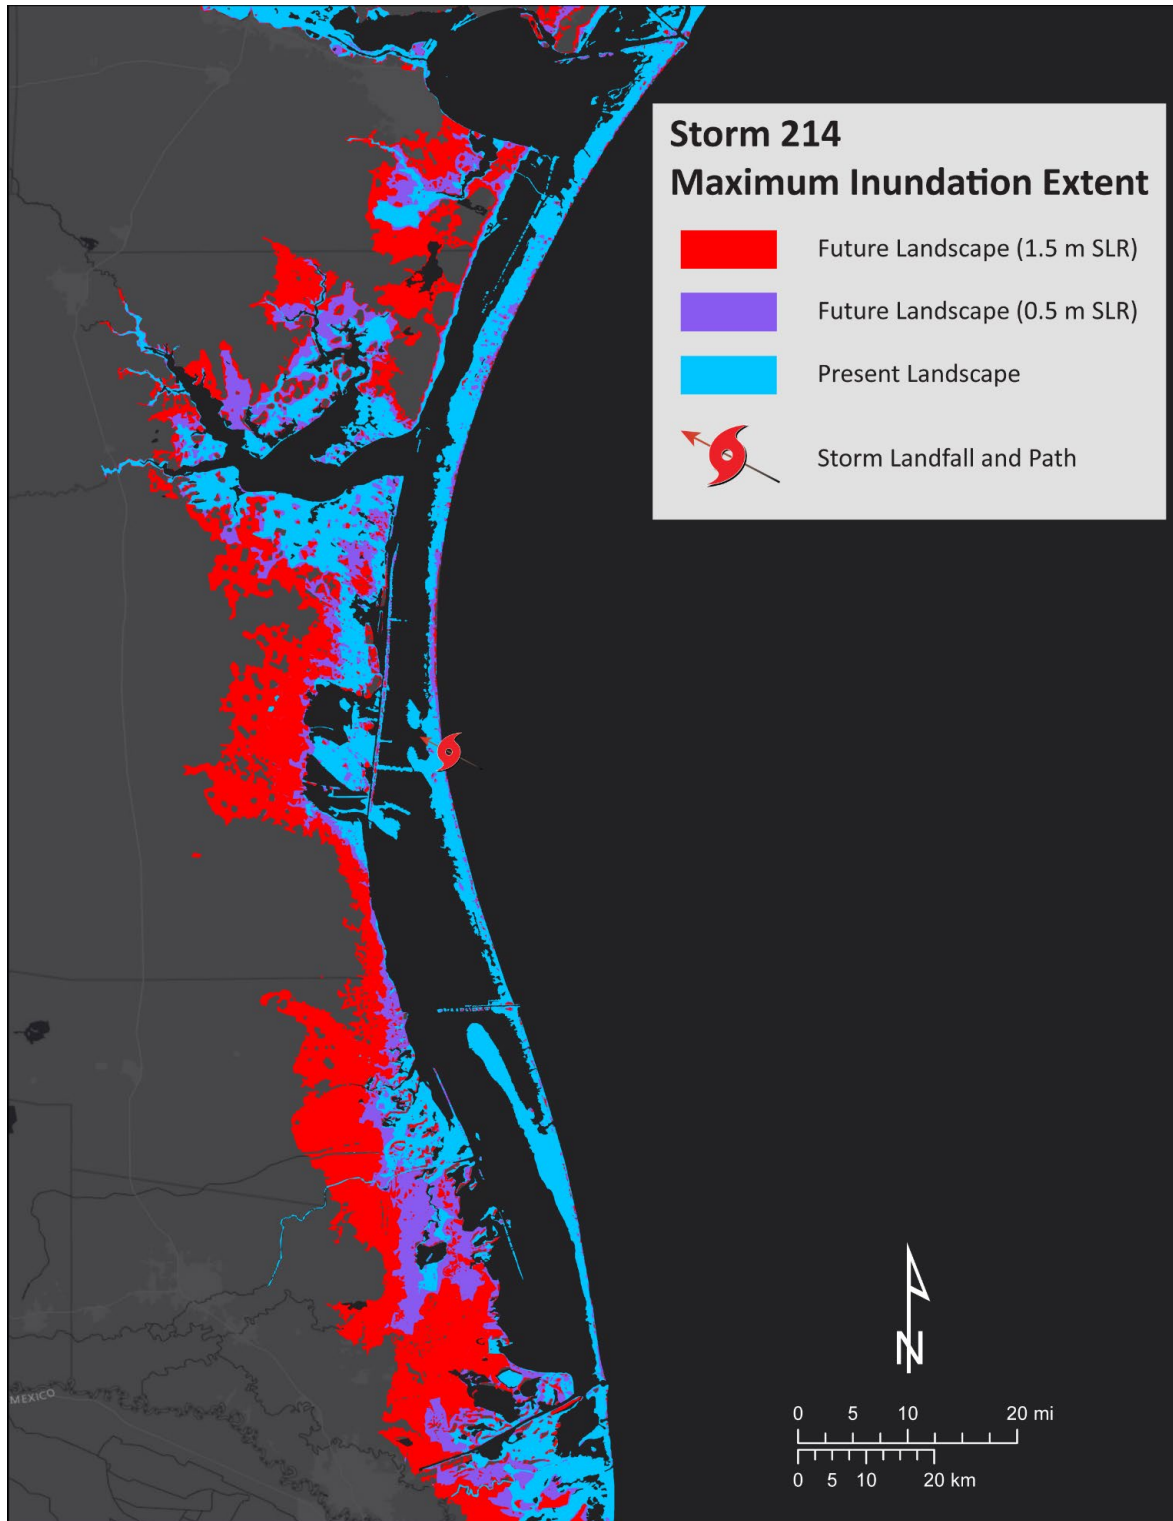 Storm 214
Maximum Inundation Extent
Future Landscape (1.5 m SLR)
Future Landscape (0.5 m SLR)
Present Landscape
Storm Landfall and Path
N
MEXICO
0 5 10 20 mi
0 5 10 20 km